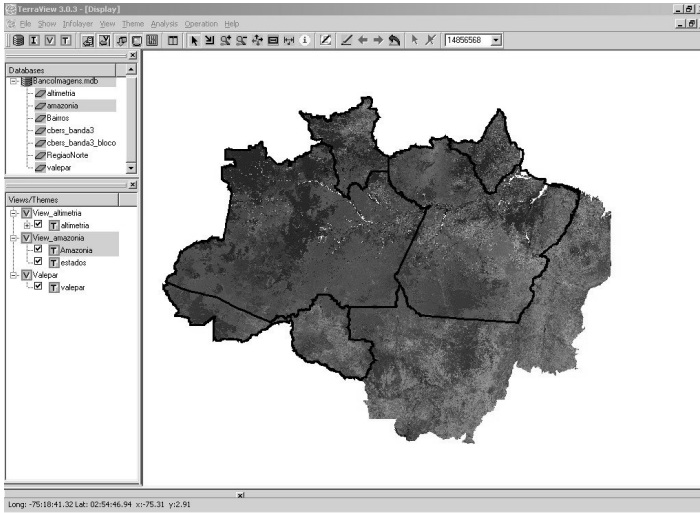 TerraView 3.0.3 - [Display]
File Show Infolayer View Theme Analysis Operation Help
14856568
Databases
BancoImagens.mdb
altimetria
amazonia
Bairros
cbers_banda3
cbers_banda3_bloco
RegiaoNorte
valepar
Views/Themes
View_altimetria
altimetria
View_amazonia
Amazonia
estados
Valepar
valepar
Long: -75:18:41.32 Lat: 02:54:46.94 x:-75.31 y:2.91